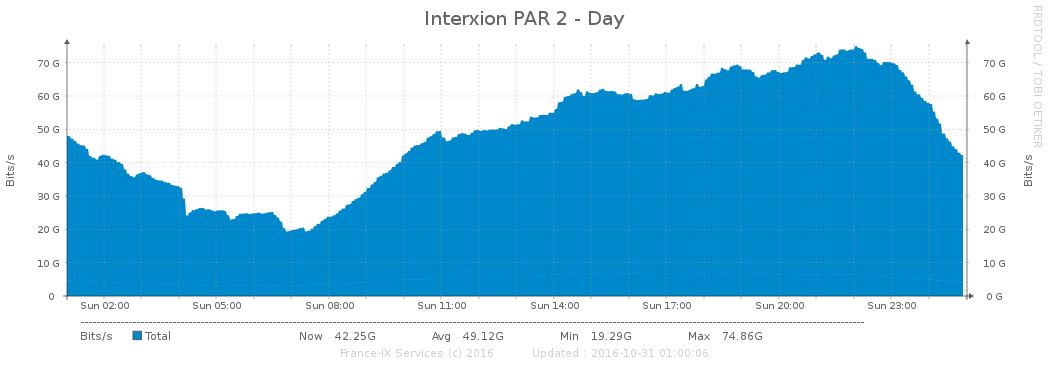 Interxion PAR 2 - Day
RRDTOOL / TOBI OETIKER
Bits/s
70 G
60 G
50 G
40 G
30 G
20 G
10 G
0
70 G
60 G
50 G
40 G
30 G
20 G
10 G
0 G
Bits/s
Sun 02:00 Sun 05:00 Sun 08:00 Sun 11:00 Sun 14:00 Sun 17:00 Sun 20:00 Sun 23:00
Bits/s Total Now 42.25G Avg 49.12G Min 19.29G Max 74.86G
France-IX Services (c) 2016 Updated : 2016-10-31 01:00:06